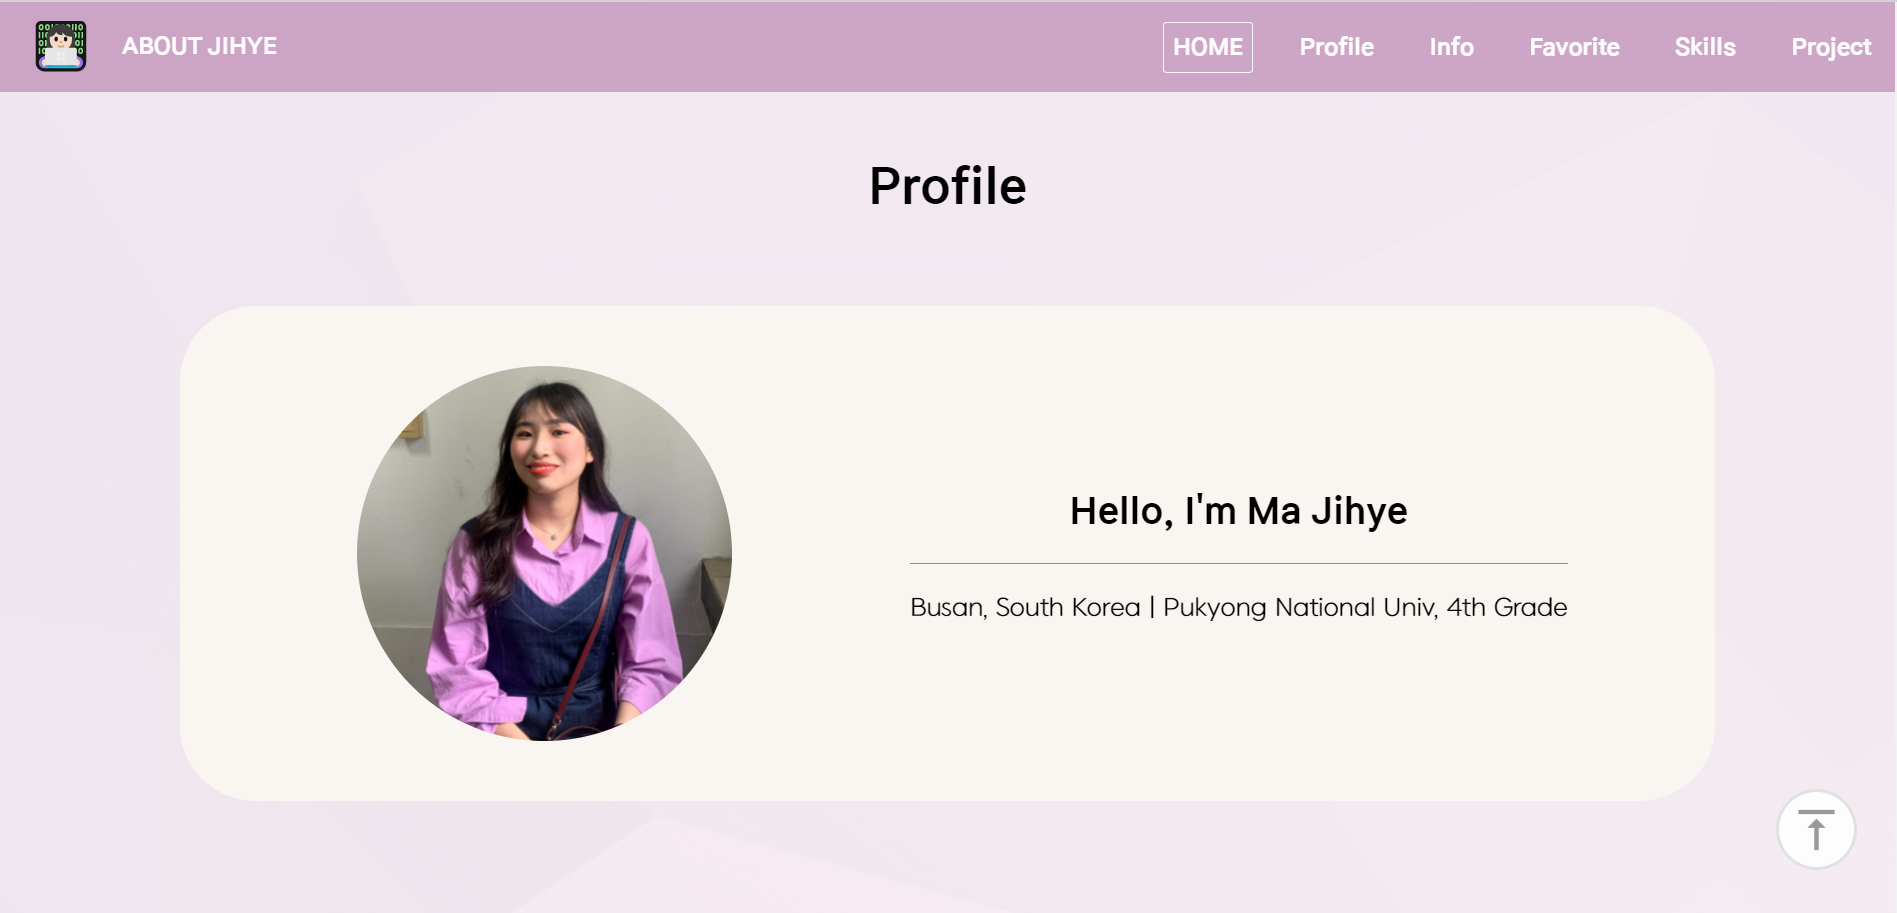 ABOUT JIHYE
HOME Profile Info Favorite Skills Project
Profile
Hello, I'm Ma Jihye
Busan, South Korea | Pukyong National Univ, 4th Grade